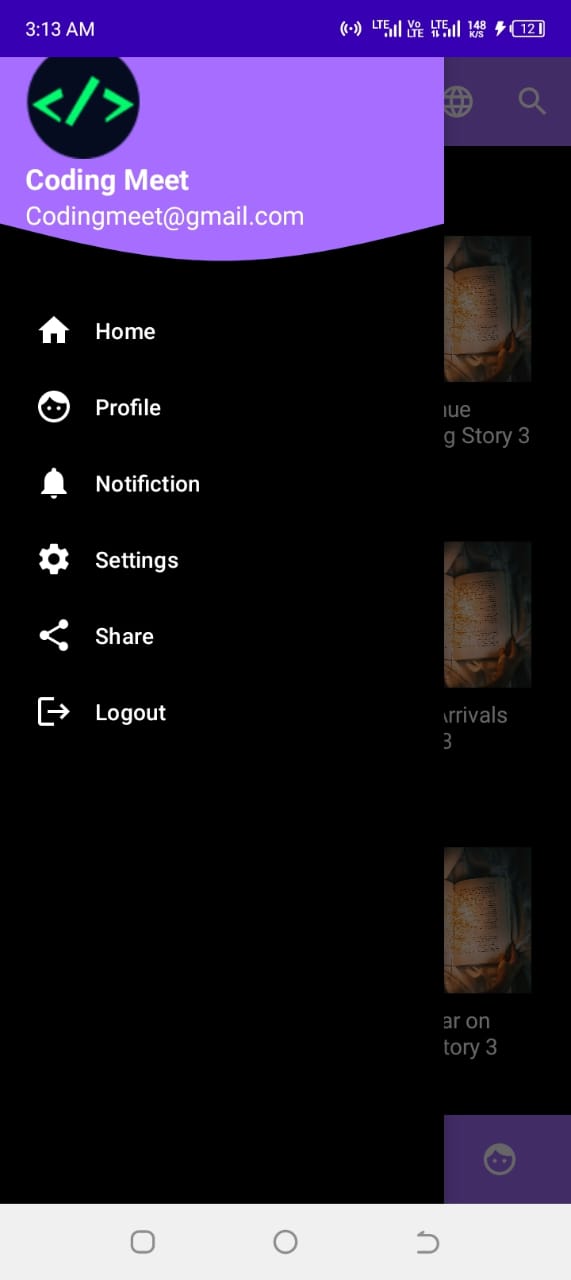 3:13 AM
LTE Vo LTE LTE 148 K/S 12
</>
Coding Meet
Codingmeet@gmail.com
Home
Profile
Notifiction
Settings
Share
Logout
g Story 3
rrivals
3
ar on
tory 3